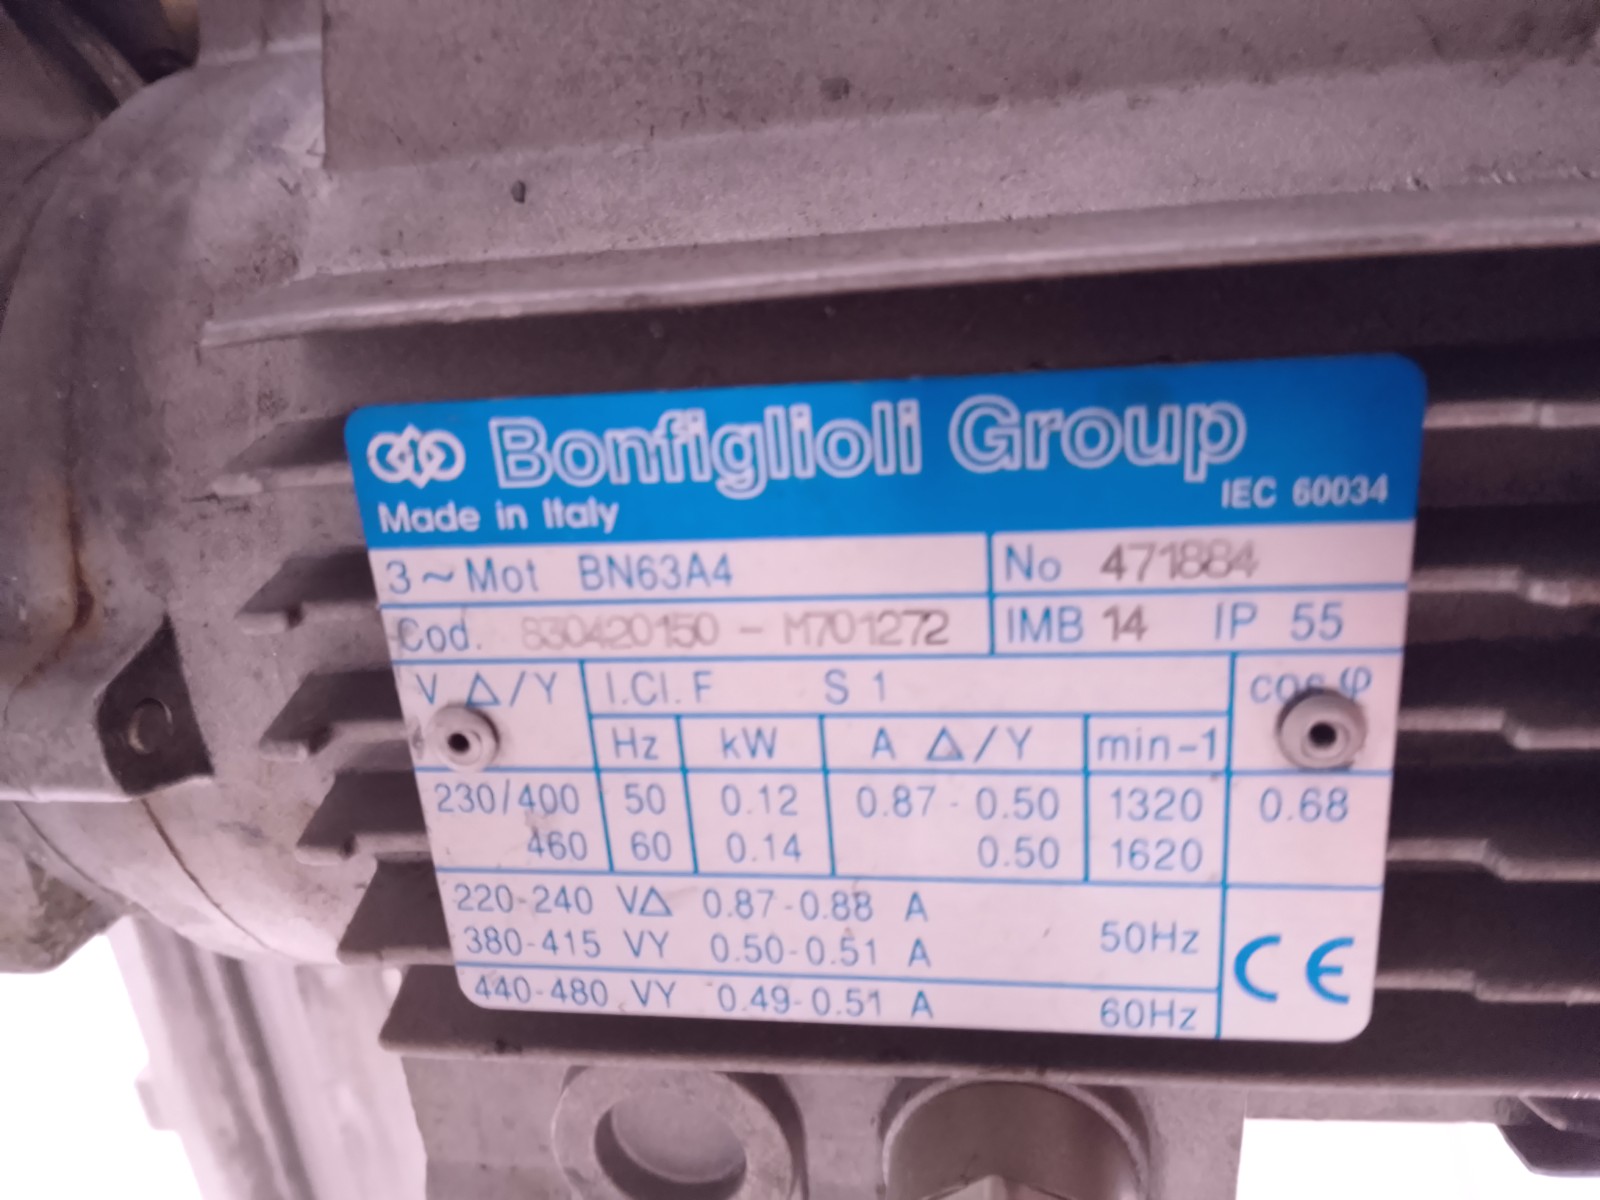 Bonfiglioli Group
Made in Italy
IEC 60034
3~Mot BN63A4 No 471884
Cod. 830420150 - M701272 IMB 14 IP 55
V Δ/Y I.Cl. F S 1 cos φ
Hz kW A Δ/Y min-1
230/400 50 0.12 0.87 - 0.50 1320 0.68
460 60 0.14 0.50 1620
220-240 VΔ 0.87-0.88 A
50Hz
380-415 VY 0.50-0.51 A
440-480 VY 0.49-0.51 A 60Hz
CE